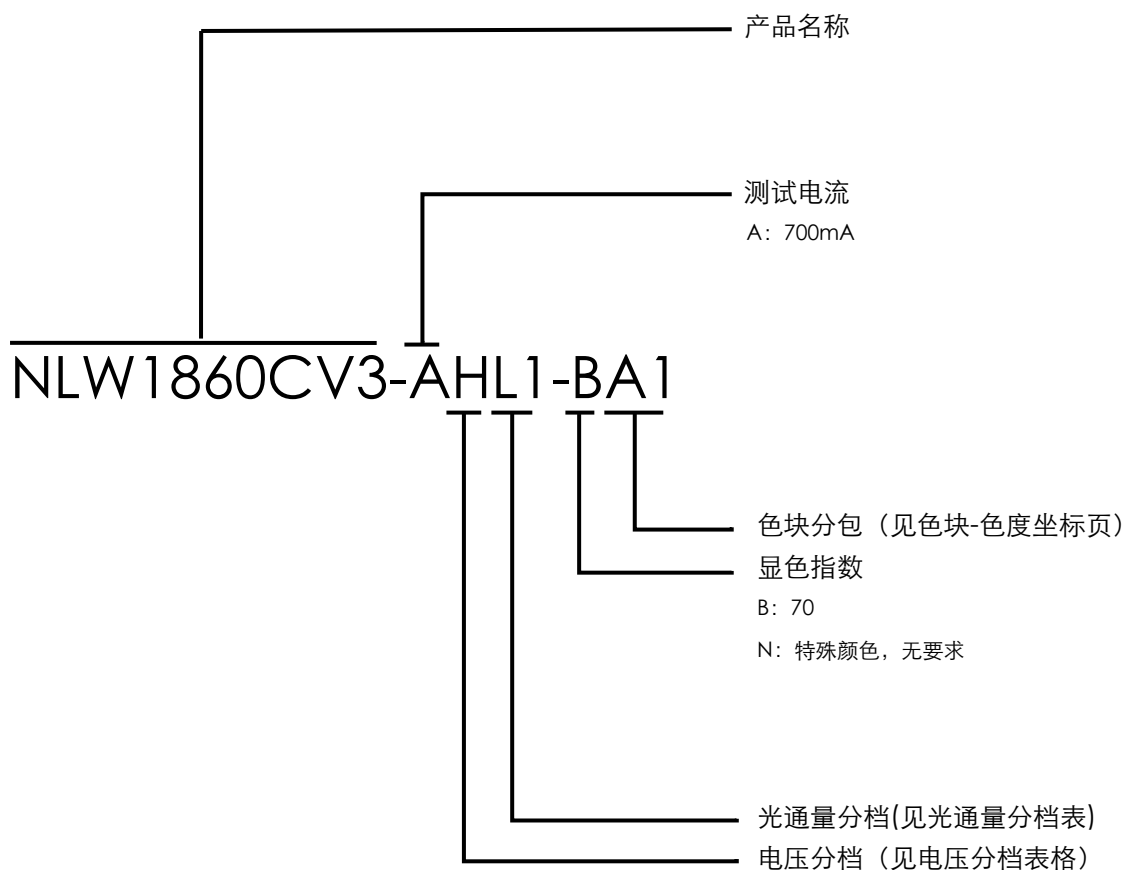 产品名称
测试电流
A：700mA
NLW1860CV3-AHL1-BA1
色块分包（见色块-色度坐标页）
显色指数
B：70
N：特殊颜色，无要求
光通量分档(见光通量分档表)
电压分档（见电压分档表格）